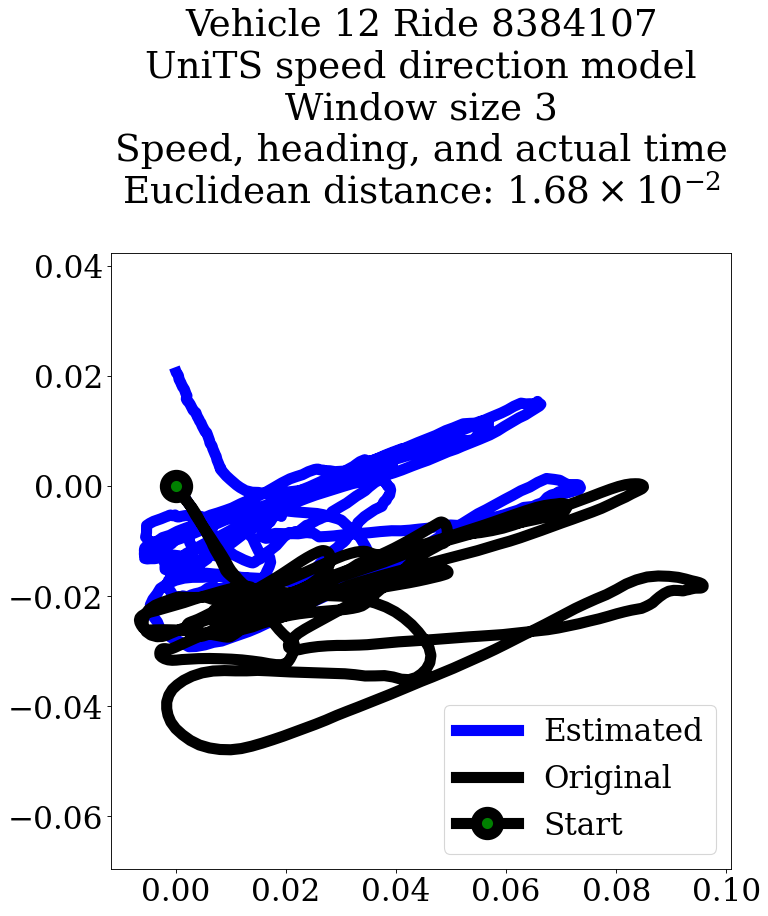 Vehicle 12 Ride 8384107
UniTS speed direction model
Window size 3
Speed, heading, and actual time
Euclidean distance: 1.68 × 10⁻²
0.04
0.02
0.00
−0.02
−0.04
−0.06
Estimated
Original
Start
0.00 0.02 0.04 0.06 0.08 0.10